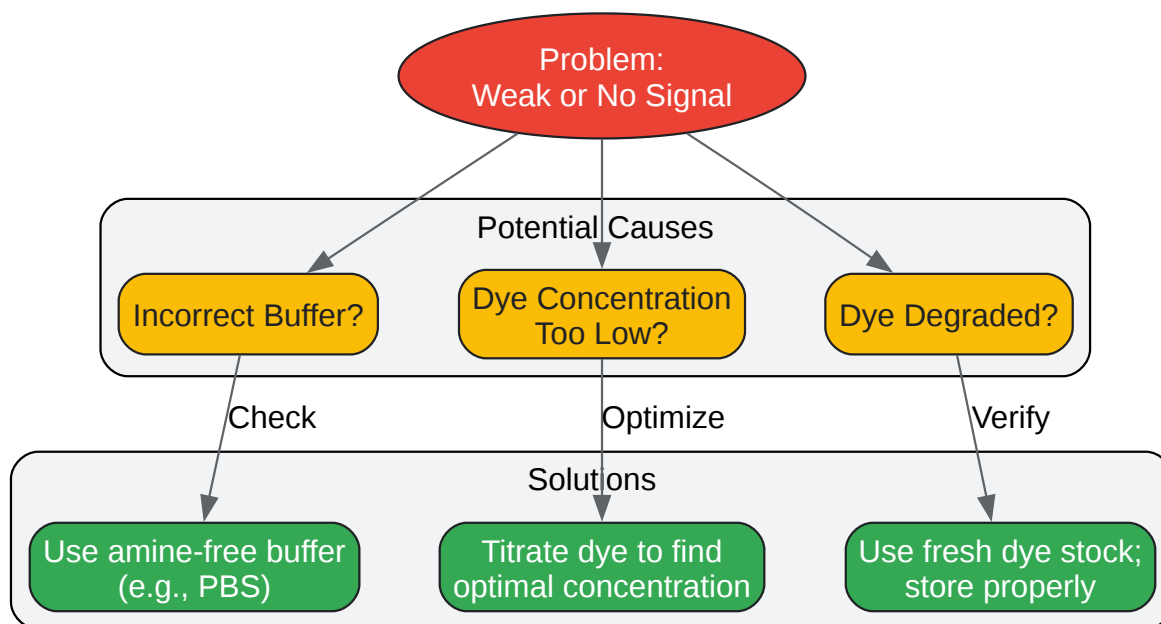 Problem:
Weak or No Signal
Potential Causes
Incorrect Buffer?
Dye Concentration
Too Low?
Dye Degraded?
Check
Optimize
Verify
Solutions
Use amine-free buffer
(e.g., PBS)
Titrate dye to find
optimal concentration
Use fresh dye stock;
store properly